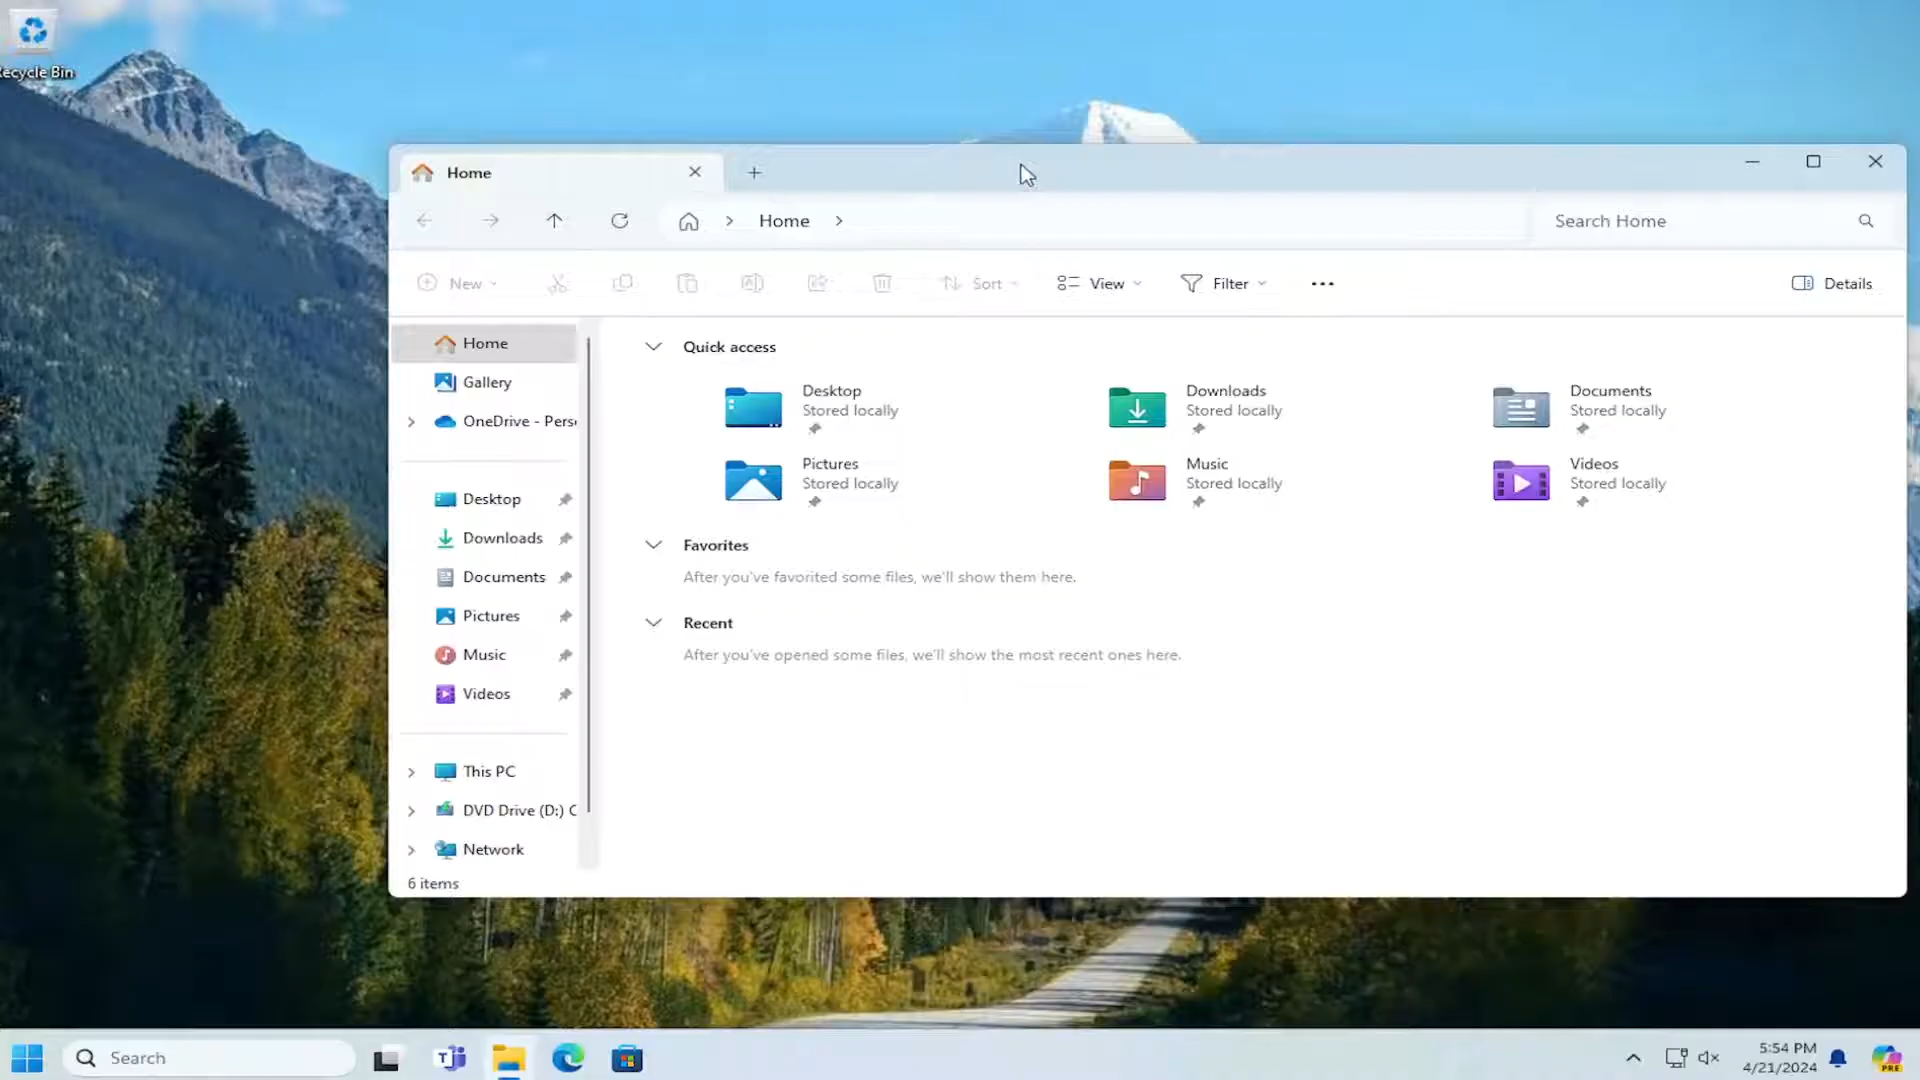 Recycle Bin
Home
Home
Search Home
New
Sort
View
Filter
Details
Home
Gallery
OneDrive - Pers
Desktop
Downloads
Documents
Pictures
Music
Videos
This PC
DVD Drive (D:) C
Network
6 items
Quick access
Desktop
Stored locally
Downloads
Stored locally
Documents
Stored locally
Pictures
Stored locally
Music
Stored locally
Videos
Stored locally
Favorites
After you've favorited some files, we'll show them here.
Recent
After you've opened some files, we'll show the most recent ones here.
Search
5:54 PM
4/21/2024
PRE